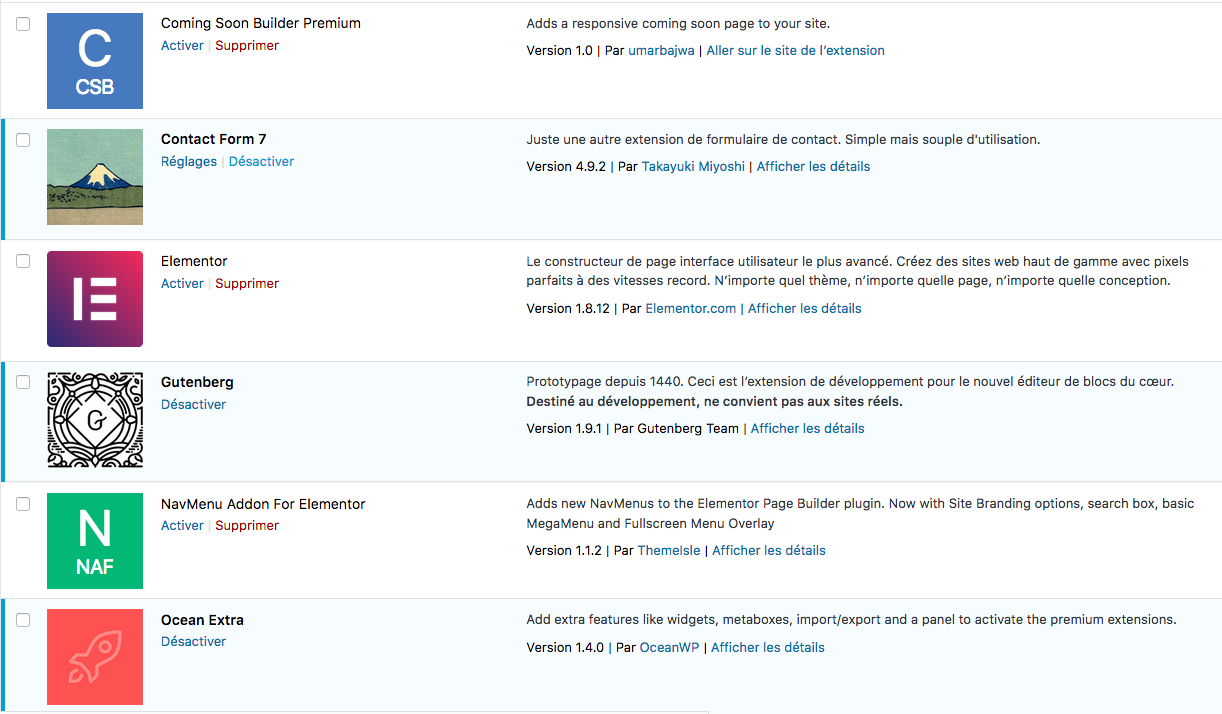 C
CSB
Coming Soon Builder Premium
Activer | Supprimer
Adds a responsive coming soon page to your site.
Version 1.0 | Par umarbajwa | Aller sur le site de l’extension
Contact Form 7
Réglages | Désactiver
Juste une autre extension de formulaire de contact. Simple mais souple d'utilisation.
Version 4.9.2 | Par Takayuki Miyoshi | Afficher les détails
Elementor
Activer | Supprimer
Le constructeur de page interface utilisateur le plus avancé. Créez des sites web haut de gamme avec pixels
parfaits à des vitesses record. N’importe quel thème, n’importe quelle page, n’importe quelle conception.
Version 1.8.12 | Par Elementor.com | Afficher les détails
G
Gutenberg
Désactiver
Prototypage depuis 1440. Ceci est l’extension de développement pour le nouvel éditeur de blocs du cœur.
Destiné au développement, ne convient pas aux sites réels.
Version 1.9.1 | Par Gutenberg Team | Afficher les détails
N
NAF
NavMenu Addon For Elementor
Activer | Supprimer
Adds new NavMenus to the Elementor Page Builder plugin. Now with Site Branding options, search box, basic
MegaMenu and Fullscreen Menu Overlay
Version 1.1.2 | Par ThemeIsle | Afficher les détails
Ocean Extra
Désactiver
Add extra features like widgets, metaboxes, import/export and a panel to activate the premium extensions.
Version 1.4.0 | Par OceanWP | Afficher les détails